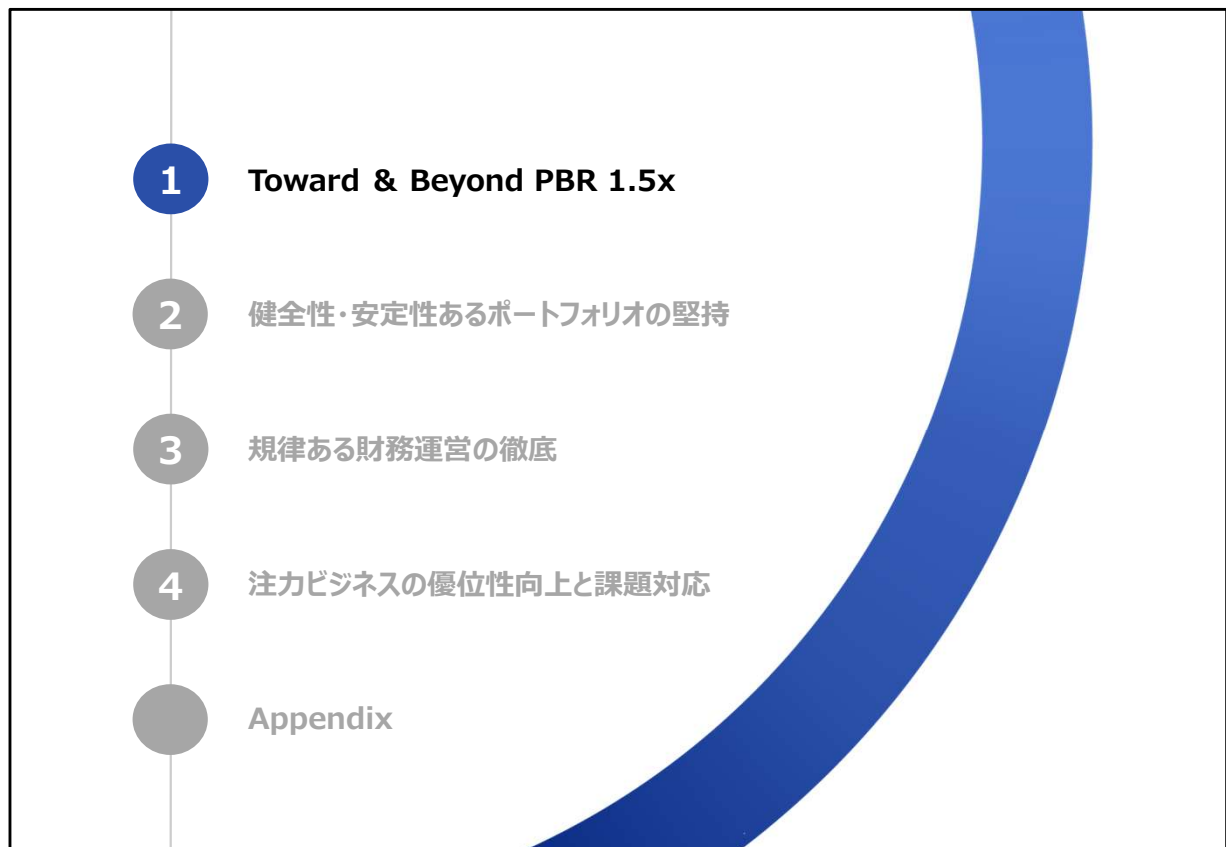 1 Toward & Beyond PBR 1.5x
2 健全性・安定性あるポートフォリオの堅持
3 規律ある財務運営の徹底
4 注力ビジネスの優位性向上と課題対応
Appendix